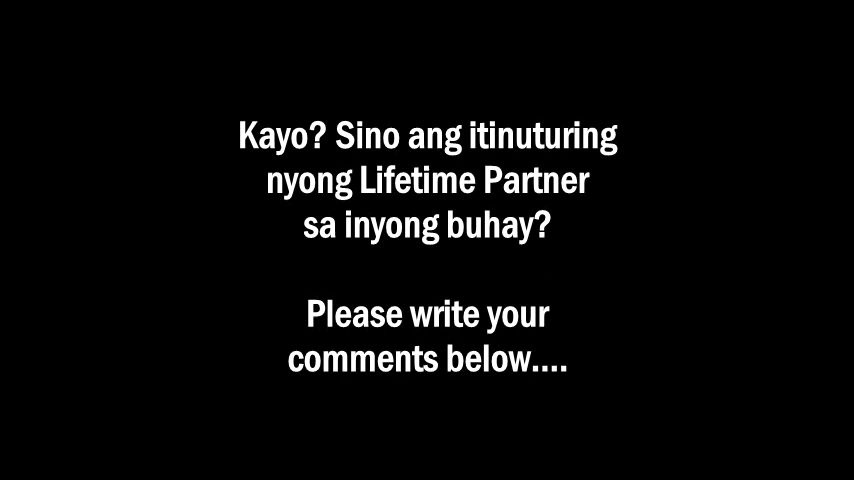 Kayo? Sino ang itinuturing
nyong Lifetime Partner
sa inyong buhay?
Please write your
comments below....